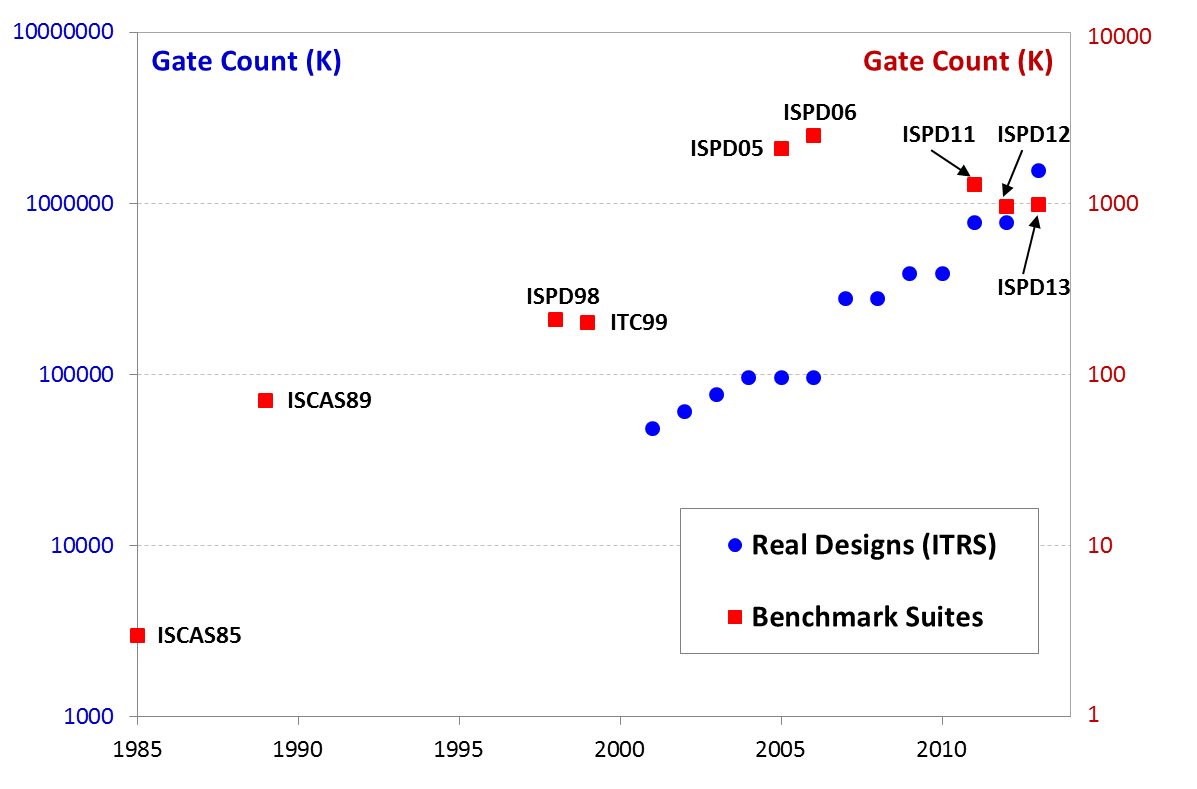 10000000
Gate Count (K)
Gate Count (K)
10000
ISPD06
ISPD05
ISPD11
ISPD12
1000000
1000
ISPD13
ISPD98
ITC99
100000
100
ISCAS89
10000
Real Designs (ITRS)
10
Benchmark Suites
ISCAS85
1000
1
1985
1990
1995
2000
2005
2010